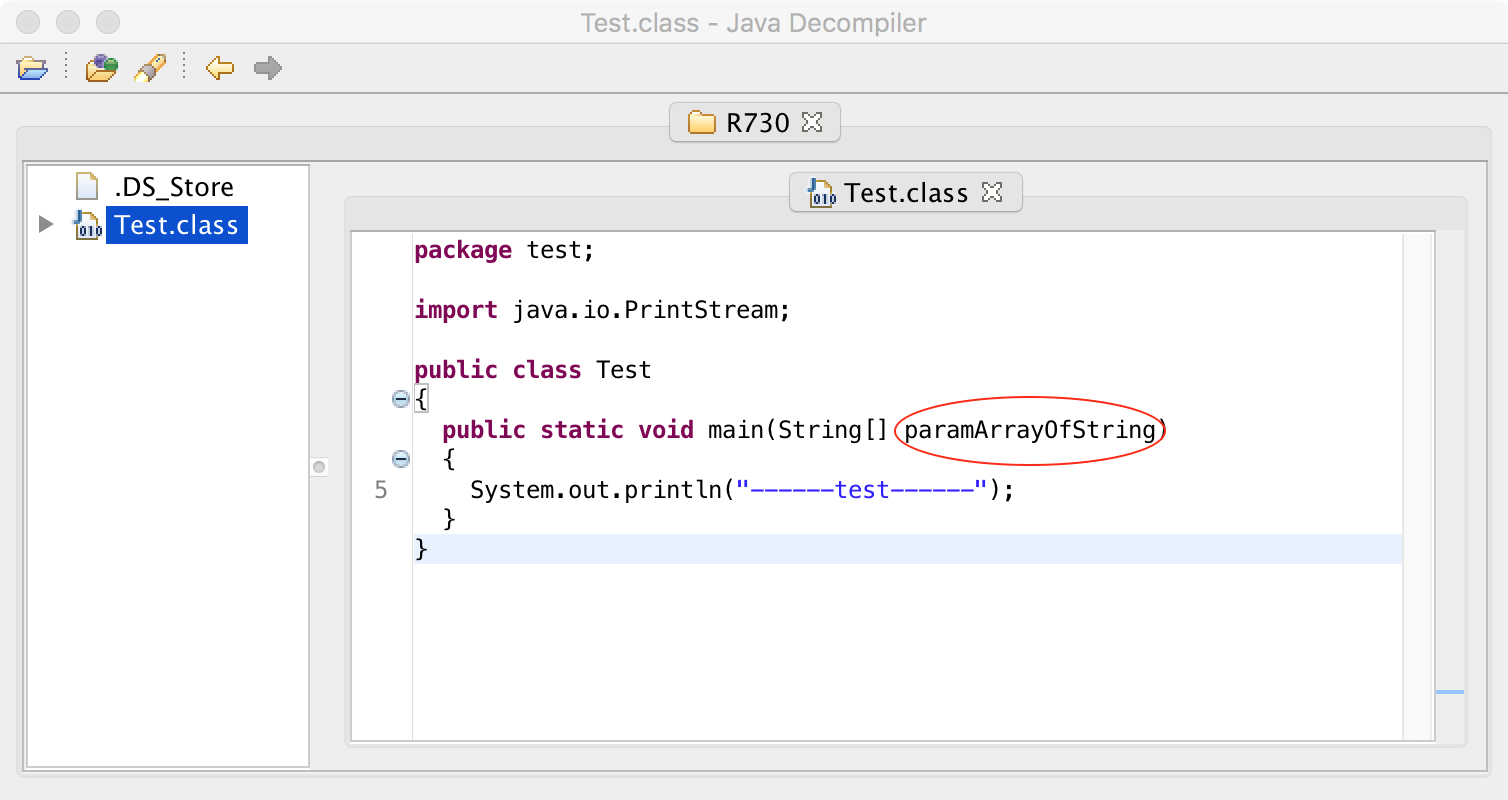 Test.class - Java Decompiler
R730
.DS_Store
Test.class
Test.class
package test;
import java.io.PrintStream;
public class Test
{
public static void main(String[] paramArrayOfString)
{
5 System.out.println("------test------");
}
}